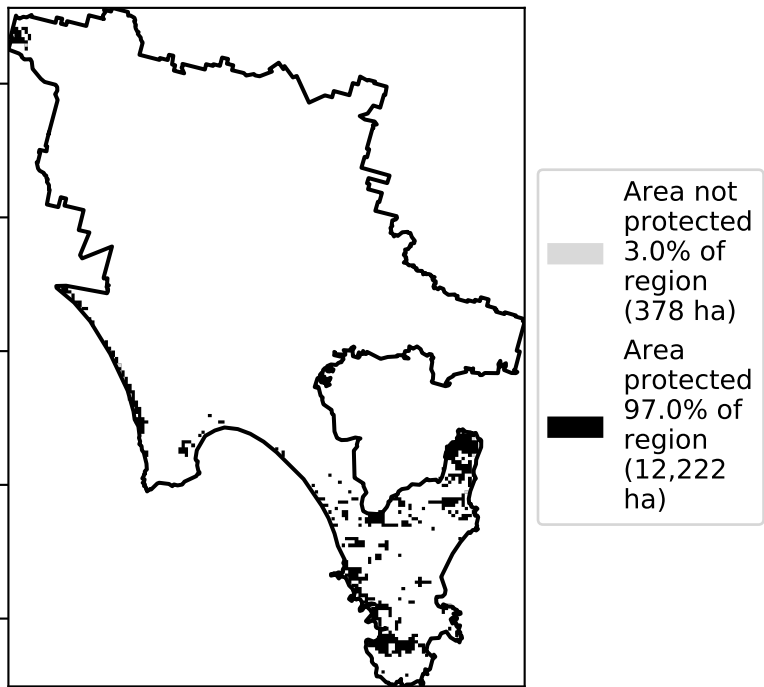 Area not
protected
3.0% of
region
(378 ha)
Area
protected
97.0% of
region
(12,222
ha)